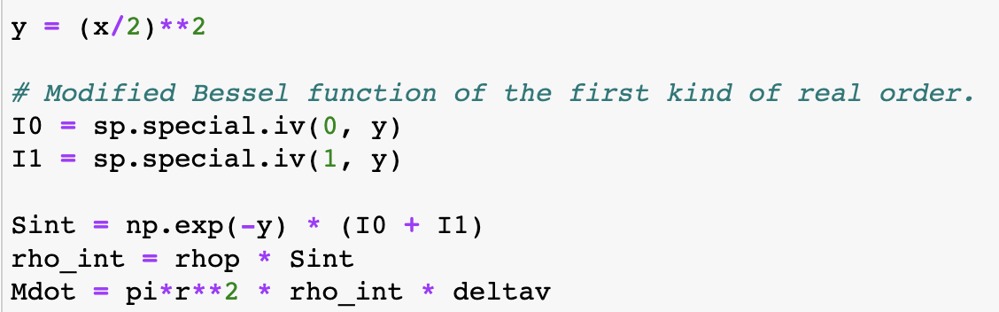 y = (x/2)**2
# Modified Bessel function of the first kind of real order.
I0 = sp.special.iv(0, y)
I1 = sp.special.iv(1, y)
Sint = np.exp(-y) * (I0 + I1)
rho_int = rhop * Sint
Mdot = pi*r**2 * rho_int * deltav